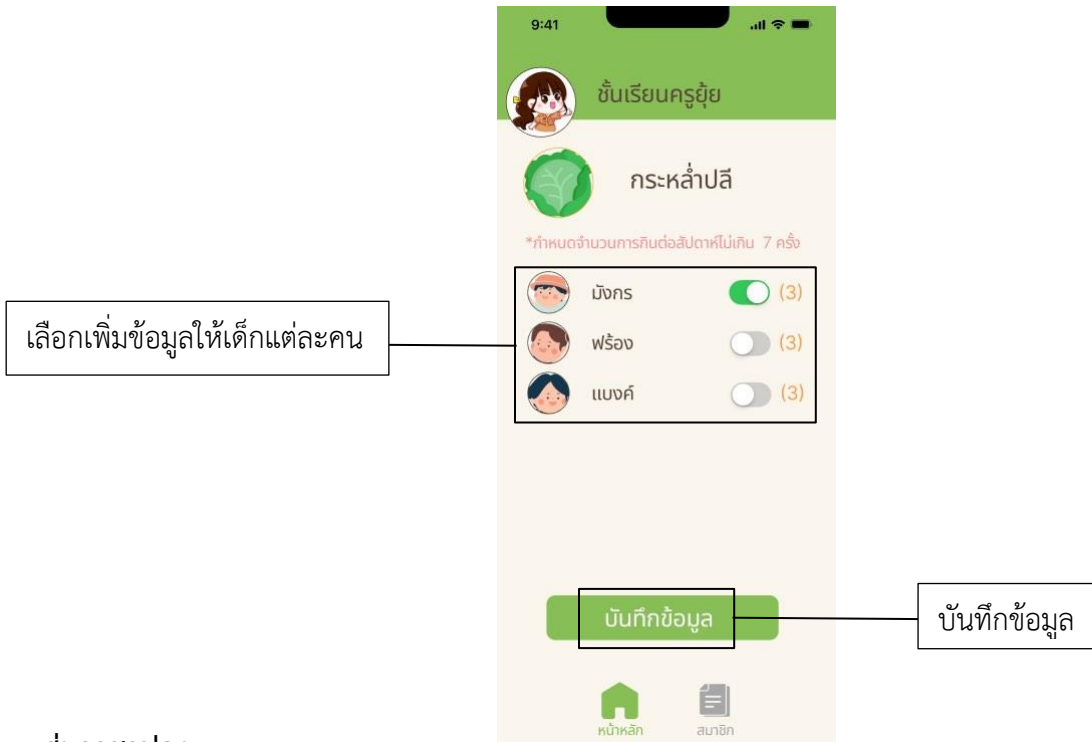 9:41
ชั้นเรียนครูยุ้ย
กระหล่ำปลี
*กำหนดจำนวนการกินต่อสัปดาห์ไม่เกิน 7 ครั้ง
มังกร (3)
เลือกเพิ่มข้อมูลให้เด็กแต่ละคน
ฟร้อง (3)
แบงค์ (3)
บันทึกข้อมูล
บันทึกข้อมูล
หน้าหลัก
สมาชิก